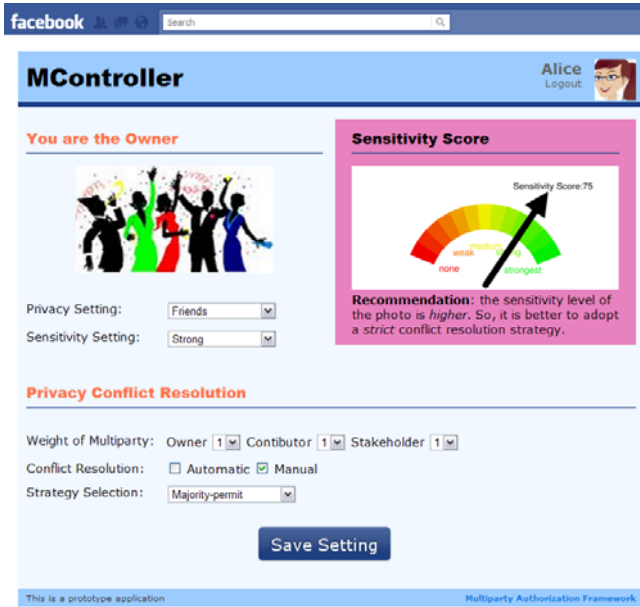 facebook
Search
MController
Alice
Logout
You are the Owner
Sensitivity Score
Sensitivity Score:75
medium
weak
strong
none
strongest
Privacy Setting: Friends
Sensitivity Setting: Strong
Recommendation: the sensitivity level of
the photo is higher. So, it is better to adopt
a strict conflict resolution strategy.
Privacy Conflict Resolution
Weight of Multiparty: Owner 1 Contibutor 1 Stakeholder 1
Conflict Resolution: Automatic Manual
Strategy Selection: Majority-permit
Save Setting
This is a prototype application
Multiparty Authorization Framework